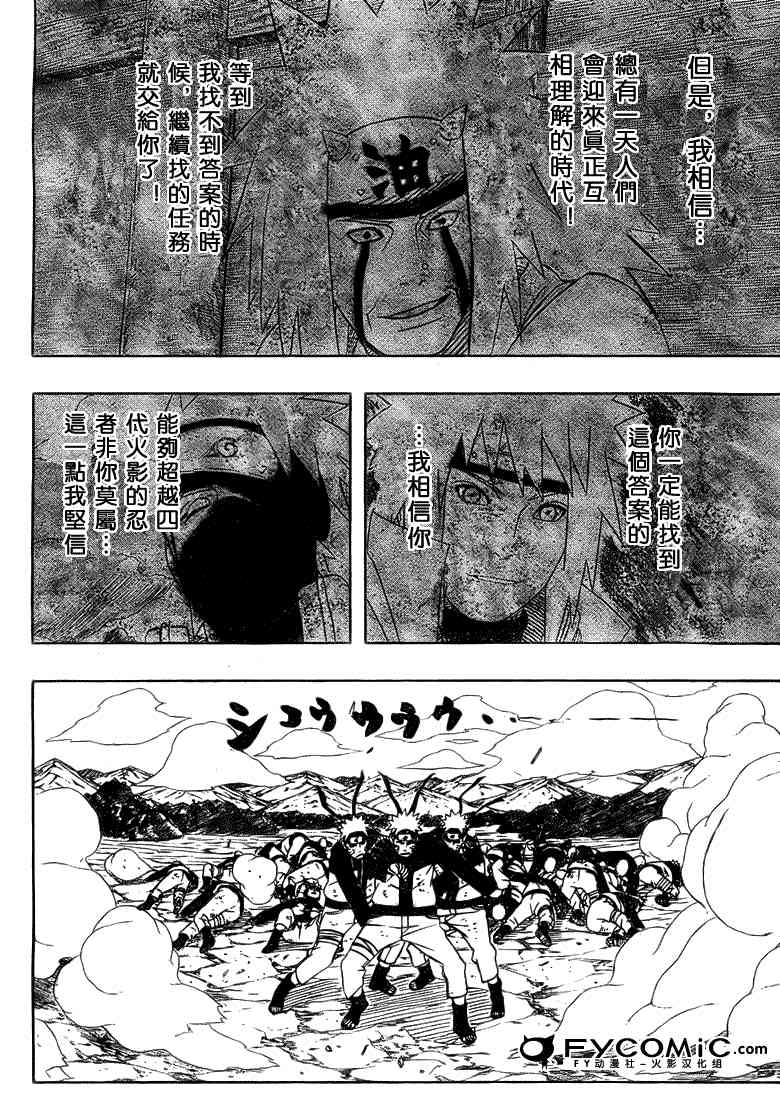 但是，我相信…
總有一天人們
會迎來真正互
相理解的時代！
等到
我找不到答案的時
候，繼續找的任務
就交給你了！
油
你一定能找到
這個答案的
…我相信你
能夠超越四
代火影的忍
者非你莫屬…
這一點我堅信
シュゥゥゥゥ．．
FYCOMIC.com
FY动漫社－火影汉化组